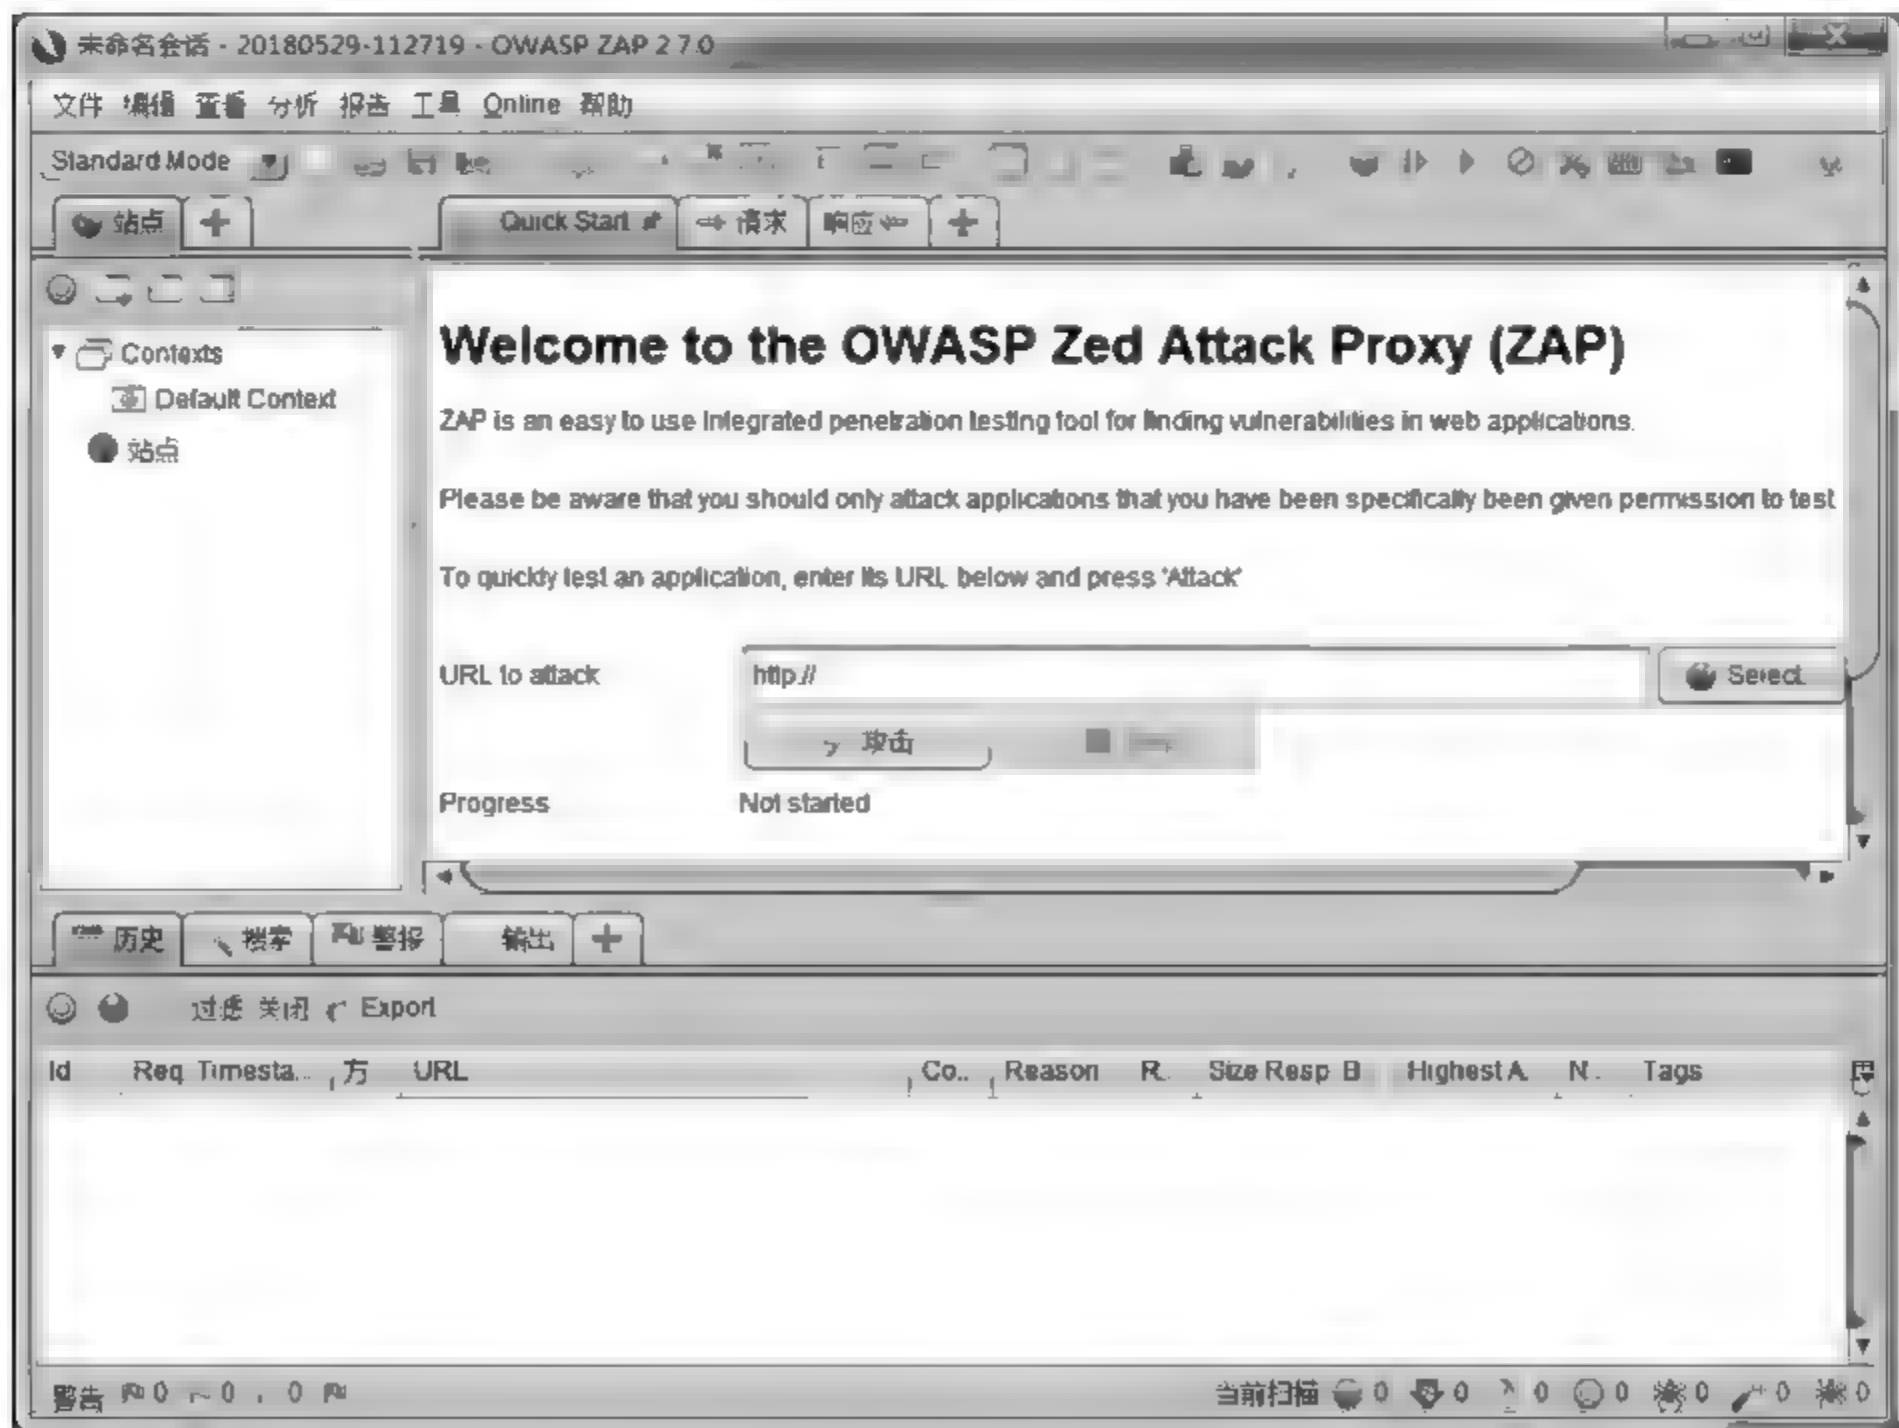 未命名会话 - 20180529-112719 - OWASP ZAP 2.7.0
文件 编辑 查看 分析 报告 工具 Online 帮助
Standard Mode
站点
Quick Start 请求 响应
Contexts
Default Context
站点
Welcome to the OWASP Zed Attack Proxy (ZAP)
ZAP is an easy to use integrated penetration testing tool for finding vulnerabilities in web applications.
Please be aware that you should only attack applications that you have been specifically been given permission to test
To quickly test an application, enter its URL below and press 'Attack'
URL to attack http:// Select.
攻击
Progress Not started
历史 搜索 警报 输出
过滤 关闭 Export
Id Req Timesta... 方 URL Co... Reason R. Size Resp B Highest A. N.. Tags
警告 0 0 0 当前扫描 0 0 0 0 0 0 0